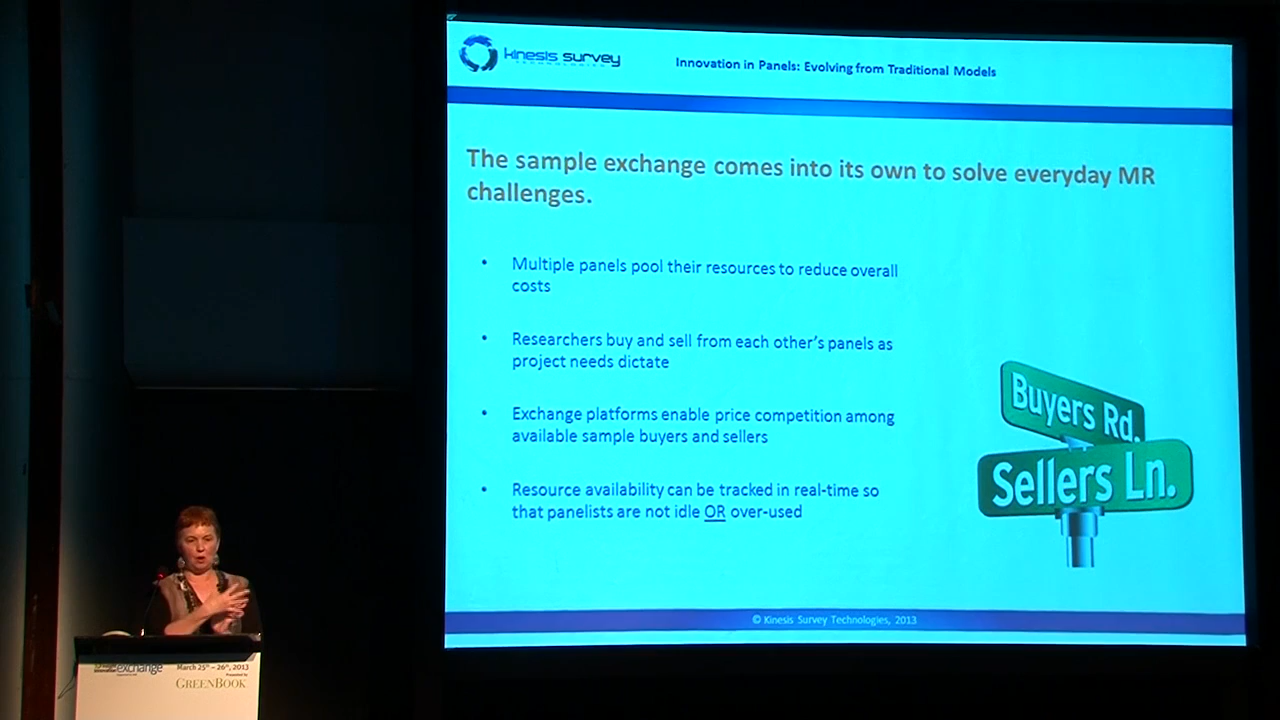 kinesis survey
TECHNOLOGIES
Innovation in Panels: Evolving from Traditional Models
The sample exchange comes into its own to solve everyday MR
challenges.
• Multiple panels pool their resources to reduce overall
costs
• Researchers buy and sell from each other's panels as
project needs dictate
• Exchange platforms enable price competition among
available sample buyers and sellers
• Resource availability can be tracked in real-time so
that panelists are not idle OR over-used
Buyers Rd.
Sellers Ln.
© Kinesis Survey Technologies, 2013
exchange
March 25th – 26th, 2013
Presented by
GREENBOOK